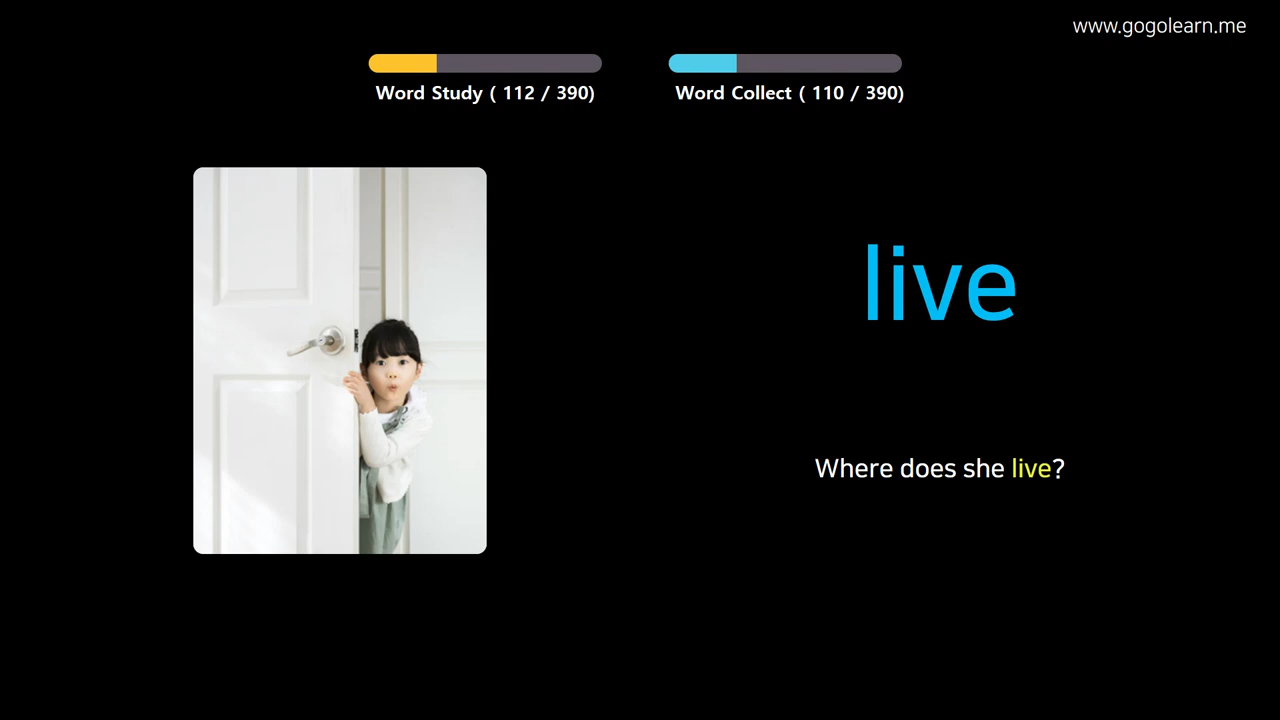 www.gogolearn.me
Word Study ( 112 / 390)
Word Collect ( 110 / 390)
live
Where does she live?